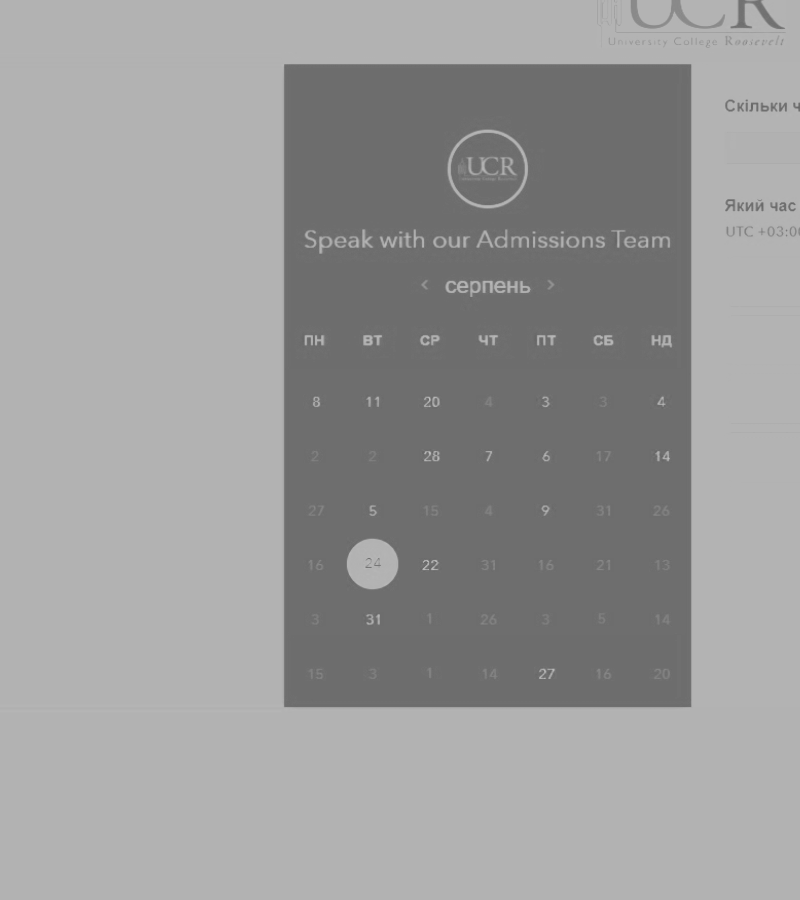 UCR
University College Roosevelt
Скільки ч
UCR
Speak with our Admissions Team
Який час
UTC +03:00
< серпень >
ПН ВТ СР ЧТ ПТ СБ НД
8 11 20 4 3 3 4
2 2 28 7 6 17 14
27 5 15 4 9 31 26
16 24 22 31 16 21 13
3 31 1 26 3 5 14
15 3 1 14 27 16 20